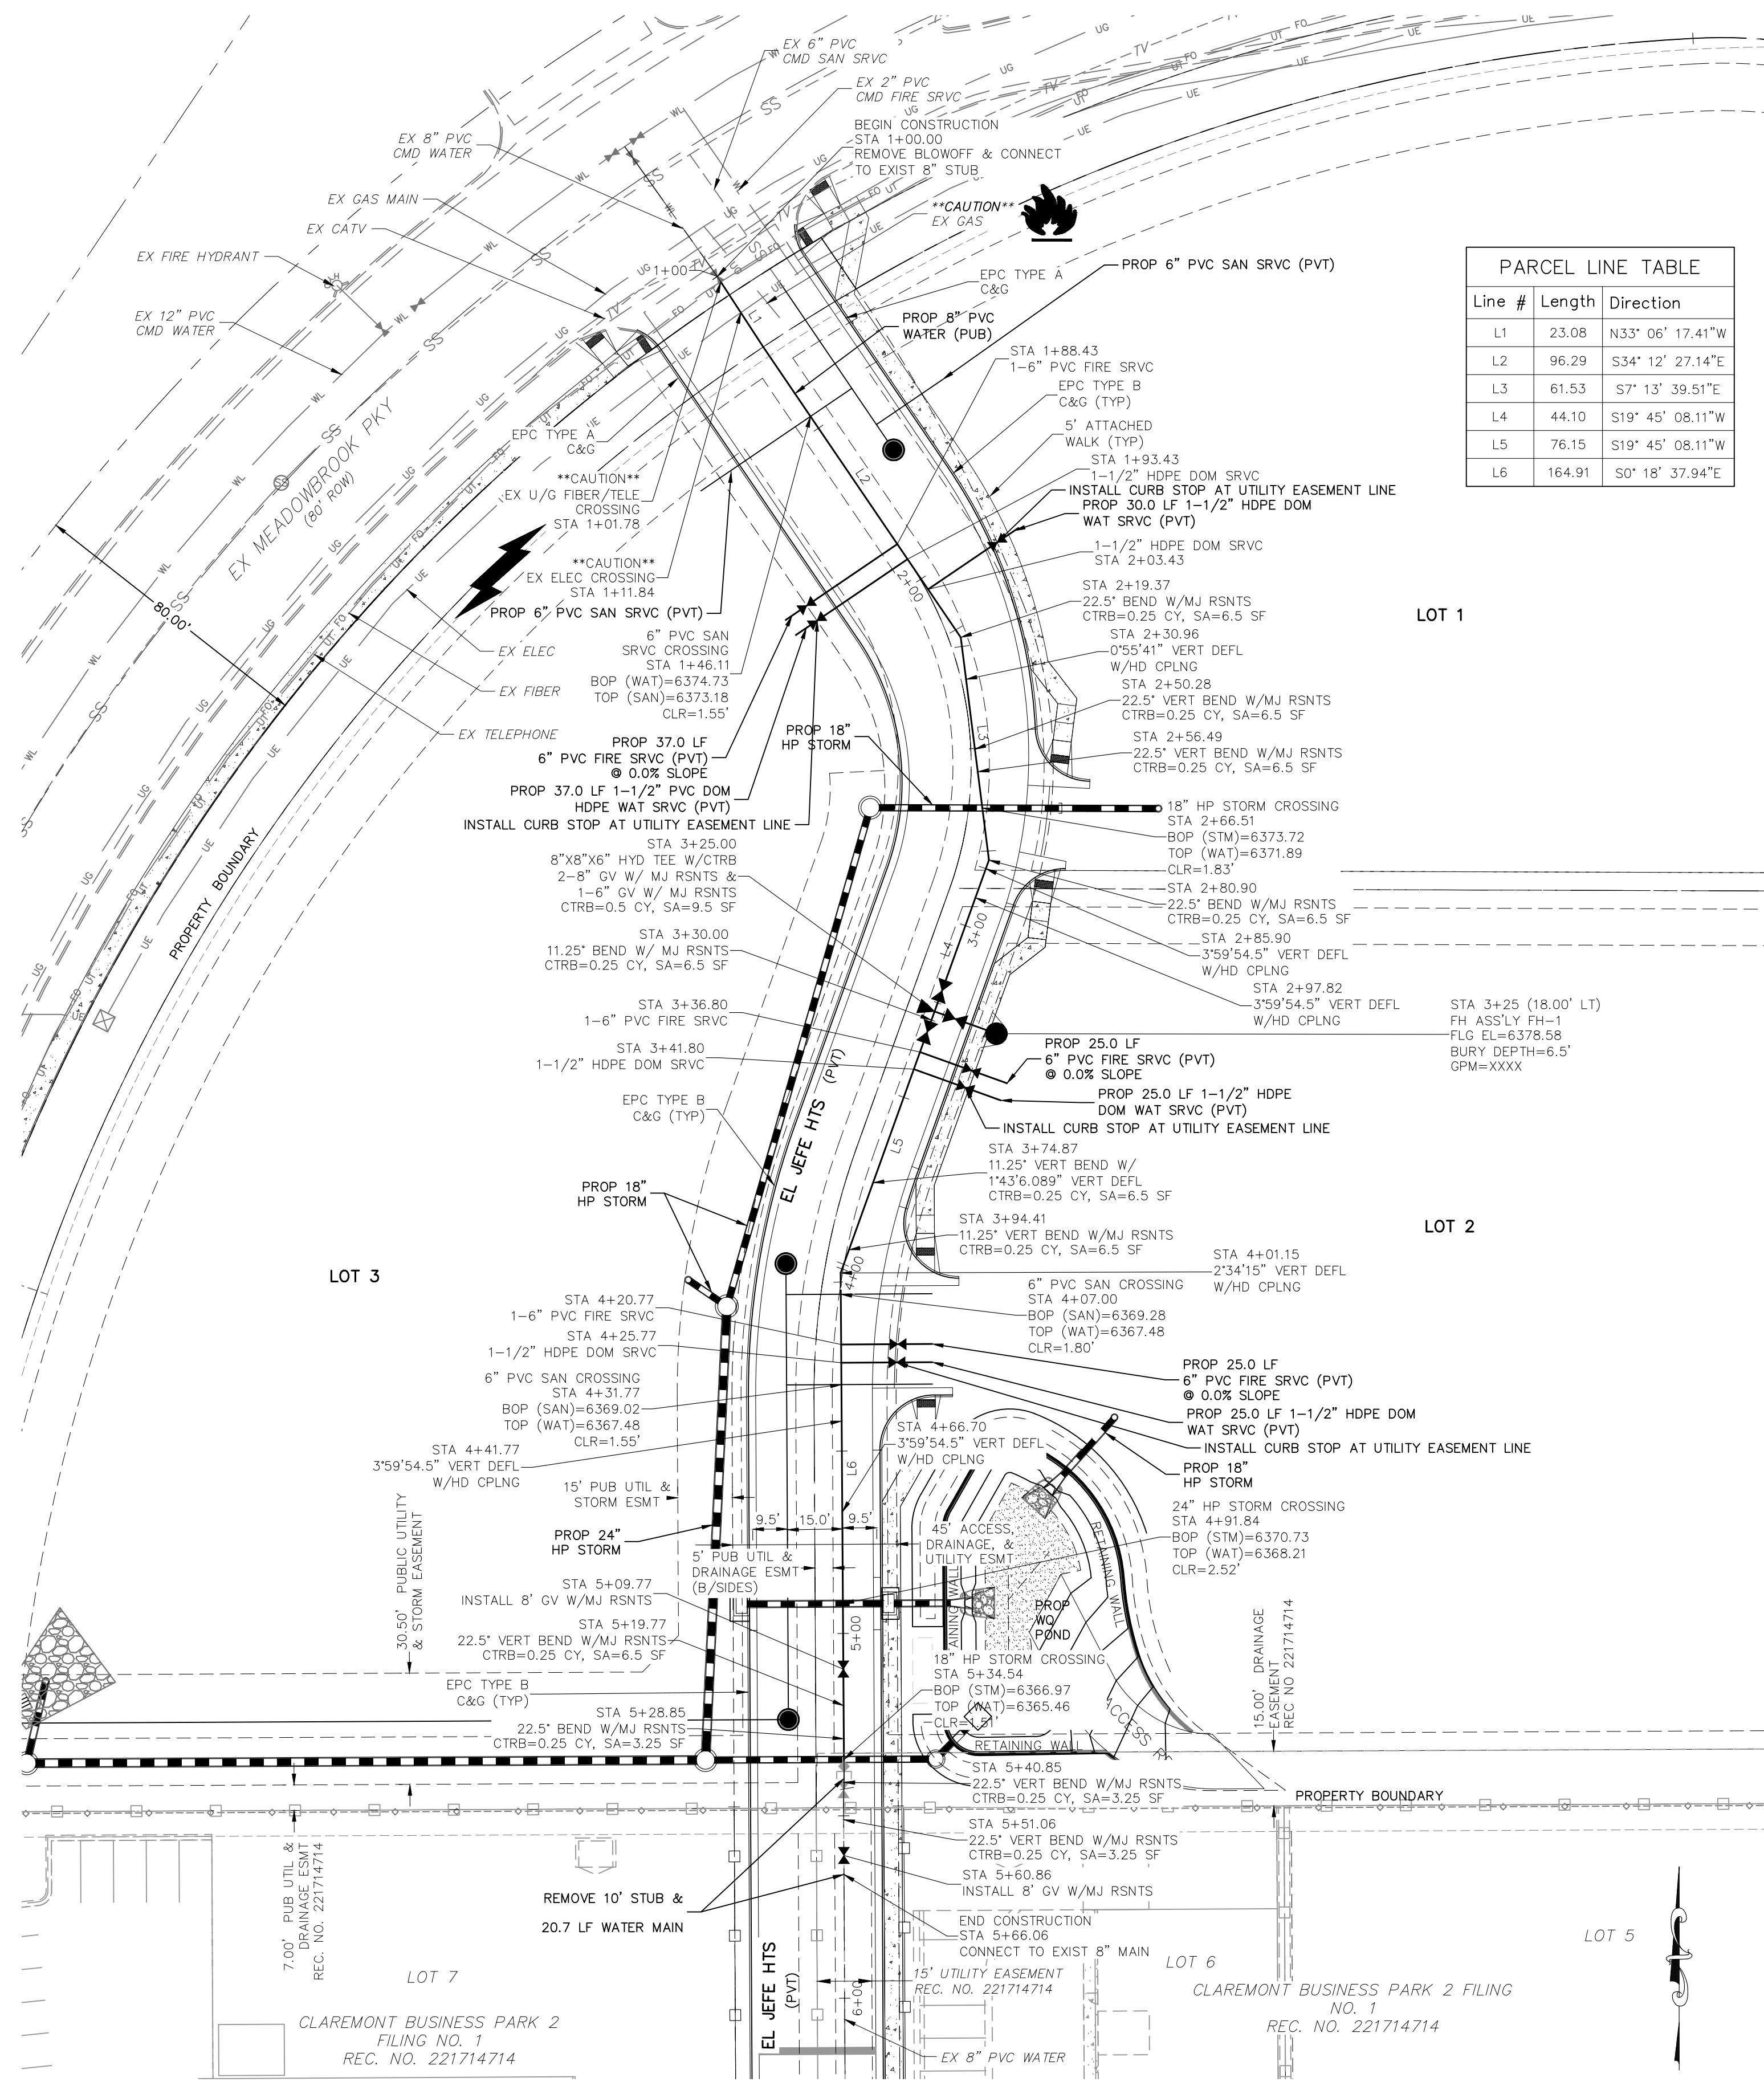 EX 6" PVC
CMD SAN SRVC
EX 2" PVC
CMD FIRE SRVC
BEGIN CONSTRUCTION
STA 1+00.00
REMOVE BLOWOFF & CONNECT
TO EXIST 8" STUB
EX 8" PVC
CMD WATER
EX GAS MAIN
EX CATV
EX FIRE HYDRANT
EX 12" PVC
CMD WATER
**CAUTION**
EX GAS
EPC TYPE A
C&G
PROP 6" PVC SAN SRVC (PVT)
PROP 8" PVC
WATER (PUB)
PARCEL LINE TABLE
Line # Length Direction
L1 23.08 N33° 06' 17.41"W
L2 96.29 S34° 12' 27.14"E
L3 61.53 S7° 13' 39.51"E
L4 44.10 S19° 45' 08.11"W
L5 76.15 S19° 45' 08.11"W
L6 164.91 S0° 18' 37.94"E
STA 1+88.43
1-6" PVC FIRE SRVC
EPC TYPE B
C&G (TYP)
5' ATTACHED
WALK (TYP)
STA 1+93.43
1-1/2" HDPE DOM SRVC
INSTALL CURB STOP AT UTILITY EASEMENT LINE
PROP 30.0 LF 1-1/2" HDPE DOM
WAT SRVC (PVT)
1-1/2" HDPE DOM SRVC
STA 2+03.43
STA 2+19.37
22.5° BEND W/MJ RSNTS
CTRB=0.25 CY, SA=6.5 SF
STA 2+30.96
0°55'41" VERT DEFL
W/HD CPLNG
STA 2+50.28
22.5° VERT BEND W/MJ RSNTS
CTRB=0.25 CY, SA=6.5 SF
STA 2+56.49
22.5° VERT BEND W/MJ RSNTS
CTRB=0.25 CY, SA=6.5 SF
LOT 1
EX MEADOWBROOK PKY
(80' ROW)
80.00'
1+00
L1
L2
2+00
L3
EPC TYPE A
C&G
**CAUTION**
EX U/G FIBER/TELE
CROSSING
STA 1+01.78
**CAUTION**
EX ELEC CROSSING
STA 1+11.84
PROP 6" PVC SAN SRVC (PVT)
6" PVC SAN
SRVC CROSSING
STA 1+46.11
BOP (WAT)=6374.73
TOP (SAN)=6373.18
CLR=1.55'
EX ELEC
EX FIBER
EX TELEPHONE
PROPERTY BOUNDARY
PROP 37.0 LF
6" PVC FIRE SRVC (PVT)
@ 0.0% SLOPE
PROP 37.0 LF 1-1/2" PVC DOM
HDPE WAT SRVC (PVT)
INSTALL CURB STOP AT UTILITY EASEMENT LINE
PROP 18"
HP STORM
STA 3+25.00
8"X8"X6" HYD TEE W/CTRB
2-8" GV W/ MJ RSNTS &
1-6" GV W/ MJ RSNTS
CTRB=0.5 CY, SA=9.5 SF
STA 3+30.00
11.25° BEND W/ MJ RSNTS
CTRB=0.25 CY, SA=6.5 SF
STA 3+36.80
1-6" PVC FIRE SRVC
STA 3+41.80
1-1/2" HDPE DOM SRVC
EPC TYPE B
C&G (TYP)
18" HP STORM CROSSING
STA 2+66.51
BOP (STM)=6373.72
TOP (WAT)=6371.89
CLR=1.83'
STA 2+80.90
22.5° BEND W/MJ RSNTS
CTRB=0.25 CY, SA=6.5 SF
STA 2+85.90
3°59'54.5" VERT DEFL
W/HD CPLNG
STA 2+97.82
3°59'54.5" VERT DEFL
W/HD CPLNG
STA 3+25 (18.00' LT)
FH ASS'LY FH-1
FLG EL=6378.58
BURY DEPTH=6.5'
GPM=XXXX
3+00
L4
L5
EL JEFE HTS (PVT)
PROP 25.0 LF
6" PVC FIRE SRVC (PVT)
@ 0.0% SLOPE
PROP 25.0 LF 1-1/2" HDPE
DOM WAT SRVC (PVT)
INSTALL CURB STOP AT UTILITY EASEMENT LINE
STA 3+74.87
11.25° VERT BEND W/
1°43'6.089" VERT DEFL
CTRB=0.25 CY, SA=6.5 SF
STA 3+94.41
11.25° VERT BEND W/MJ RSNTS
CTRB=0.25 CY, SA=6.5 SF
STA 4+01.15
2°34'15" VERT DEFL
W/HD CPLNG
LOT 2
LOT 3
PROP 18"
HP STORM
4+00
6" PVC SAN CROSSING
STA 4+07.00
BOP (SAN)=6369.28
TOP (WAT)=6367.48
CLR=1.80'
STA 4+20.77
1-6" PVC FIRE SRVC
STA 4+25.77
1-1/2" HDPE DOM SRVC
6" PVC SAN CROSSING
STA 4+31.77
BOP (SAN)=6369.02
TOP (WAT)=6367.48
CLR=1.55'
STA 4+41.77
3°59'54.5" VERT DEFL
W/HD CPLNG
PROP 25.0 LF
6" PVC FIRE SRVC (PVT)
@ 0.0% SLOPE
PROP 25.0 LF 1-1/2" HDPE DOM
WAT SRVC (PVT)
INSTALL CURB STOP AT UTILITY EASEMENT LINE
PROP 18"
HP STORM
STA 4+66.70
3°59'54.5" VERT DEFL
W/HD CPLNG
L6
24" HP STORM CROSSING
STA 4+91.84
BOP (STM)=6370.73
TOP (WAT)=6368.21
CLR=2.52'
15' PUB UTIL &
STORM ESMT
30.50' PUBLIC UTILITY
& STORM EASEMENT
PROP 24"
HP STORM
9.5'
15.0'
9.5'
5' PUB UTIL &
DRAINAGE ESMT
(B/SIDES)
45' ACCESS,
DRAINAGE, &
UTILITY ESMT
RETAINING WALL
RETAINING WALL
PROP
WQ
POND
STA 5+09.77
INSTALL 8' GV W/MJ RSNTS
STA 5+19.77
22.5° VERT BEND W/MJ RSNTS
CTRB=0.25 CY, SA=6.5 SF
EPC TYPE B
C&G (TYP)
STA 5+28.85
22.5° BEND W/MJ RSNTS
CTRB=0.25 CY, SA=3.25 SF
5+00
18" HP STORM CROSSING
STA 5+34.54
BOP (STM)=6366.97
TOP (WAT)=6365.46
CLR=1.51'
RETAINING WALL
ACCESS
15.00' DRAINAGE
EASEMENT
REC NO 221714714
STA 5+40.85
22.5° VERT BEND W/MJ RSNTS
CTRB=0.25 CY, SA=3.25 SF
PROPERTY BOUNDARY
STA 5+51.06
22.5° VERT BEND W/MJ RSNTS
CTRB=0.25 CY, SA=3.25 SF
STA 5+60.86
INSTALL 8' GV W/MJ RSNTS
7.00' PUB UTIL &
DRAINAGE ESMT
REC. NO. 221714714
REMOVE 10' STUB &
20.7 LF WATER MAIN
END CONSTRUCTION
STA 5+66.06
CONNECT TO EXIST 8" MAIN
15' UTILITY EASEMENT
REC. NO. 221714714
EL JEFE HTS
(PVT)
6+00
EX 8" PVC WATER
LOT 7
CLAREMONT BUSINESS PARK 2
FILING NO. 1
REC. NO. 221714714
LOT 6
LOT 5
CLAREMONT BUSINESS PARK 2 FILING
NO. 1
REC. NO. 221714714